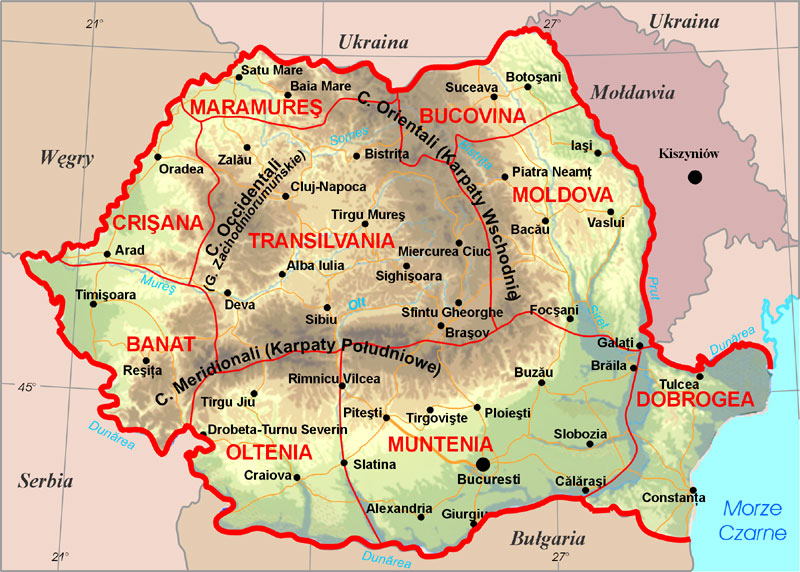 21°
27°
Ukraina
Ukraina
Satu Mare
Baia Mare
Suceava
Botoşani
Mołdawia
MARAMUREŞ
BUCOVINA
C. Orientali (Karpaty Wschodnie)
Someş
Bistriţa
Iaşi
Kiszyniów
Węgry
Oradea
Zalău
Bistriţa
Piatra Neamţ
Cluj-Napoca
MOLDOVA
C. Occidentali
(G. Zachodniorumuńskie)
CRIŞANA
Tirgu Mureş
Vaslui
Bacău
TRANSILVANIA
Arad
Miercurea Ciuc
Alba Iulia
Sighişoara
Mureş
Prut
Timişoara
Deva
Olt
Sfintu Gheorghe
Siret
Focşani
Sibiu
Braşov
BANAT
Galaţi
Dunărea
C. Meridionali (Karpaty Południowe)
Reşiţa
Brăila
Buzău
Rimnicu Vilcea
Tulcea
45°
Tirgu Jiu
DOBROGEA
Piteşti
Tirgovişte
Ploieşti
Dunărea
Drobeta-Turnu Severin
Slobozia
OLTENIA
MUNTENIA
Slatina
Serbia
Craiova
Bucuresti
Călăraşi
Constanţa
Alexandria
Giurgiu
Morze
Czarne
Bulgaria
Dunărea
21°
27°